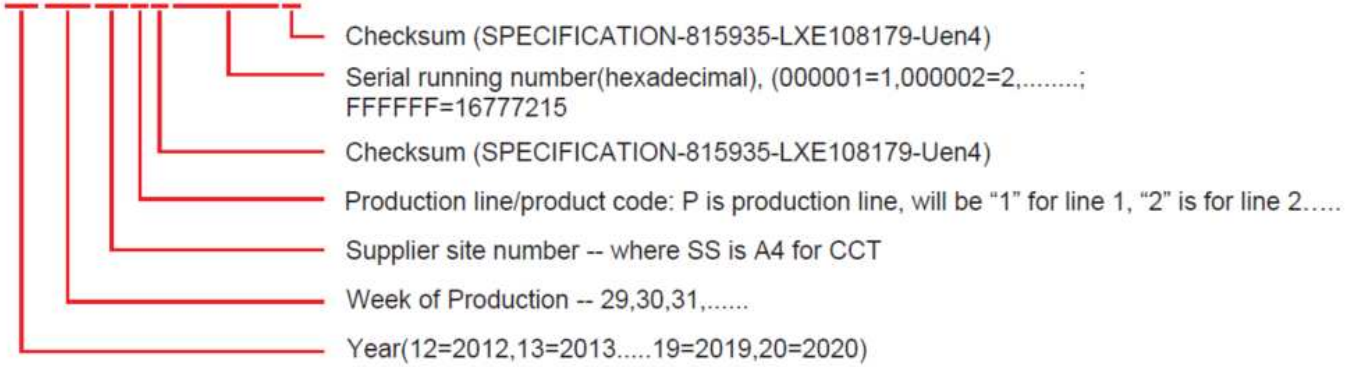 Checksum (SPECIFICATION-815935-LXE108179-Uen4)
Serial running number(hexadecimal), (000001=1,000002=2,........;
FFFFFF=16777215
Checksum (SPECIFICATION-815935-LXE108179-Uen4)
Production line/product code: P is production line, will be “1” for line 1, “2” is for line 2.....
Supplier site number -- where SS is A4 for CCT
Week of Production -- 29,30,31,......
Year(12=2012,13=2013.....19=2019,20=2020)